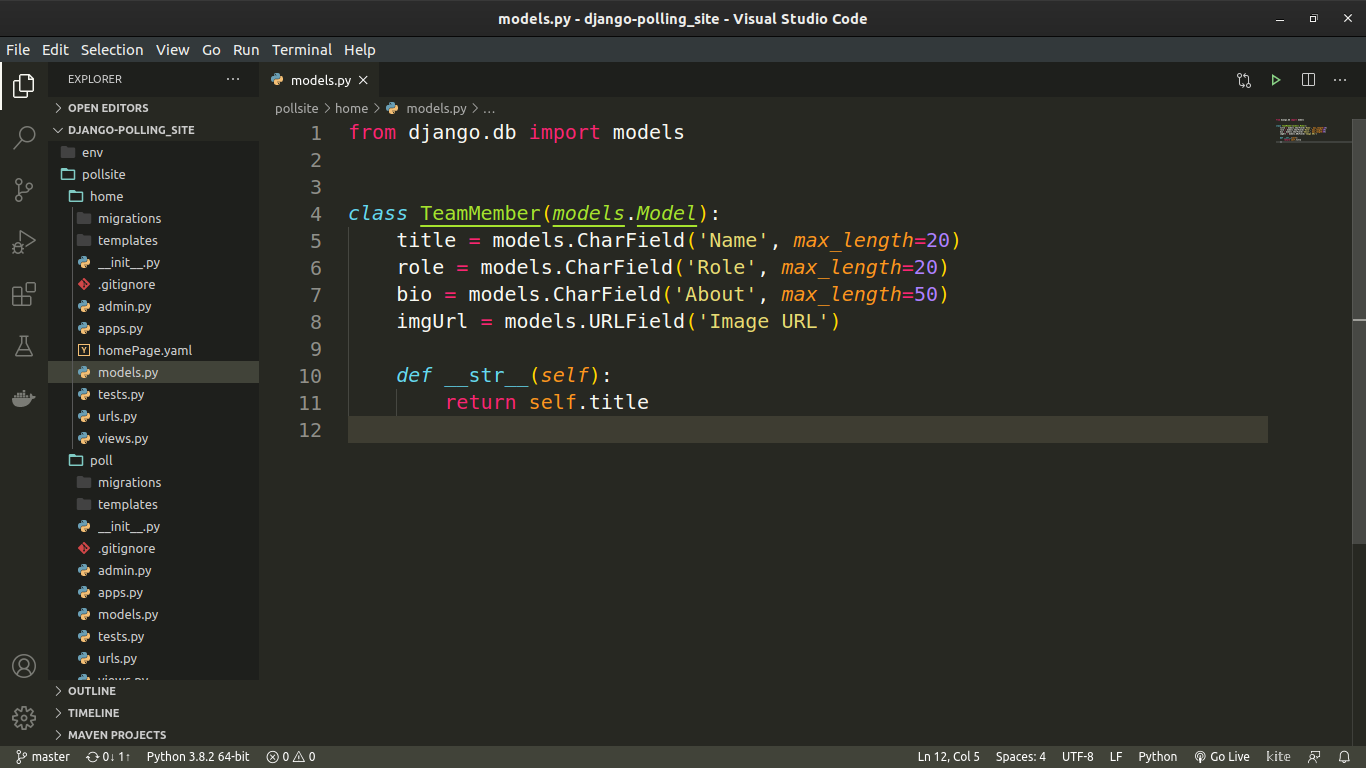 models.py - django-polling_site - Visual Studio Code
File Edit Selection View Go Run Terminal Help
EXPLORER
OPEN EDITORS
DJANGO-POLLING_SITE
env
pollsite
home
migrations
templates
__init__.py
.gitignore
admin.py
apps.py
homePage.yaml
models.py
tests.py
urls.py
views.py
poll
migrations
templates
__init__.py
.gitignore
admin.py
apps.py
models.py
tests.py
urls.py
views.py
OUTLINE
TIMELINE
MAVEN PROJECTS
models.py
pollsite > home > models.py > ...
1 from django.db import models
2
3
4 class TeamMember(models.Model):
5     title = models.CharField('Name', max_length=20)
6     role = models.CharField('Role', max_length=20)
7     bio = models.CharField('About', max_length=50)
8     imgUrl = models.URLField('Image URL')
9
10     def __str__(self):
11         return self.title
12
master 0↓ 1↑ Python 3.8.2 64-bit 0 0 Ln 12, Col 5 Spaces: 4 UTF-8 LF Python Go Live kite